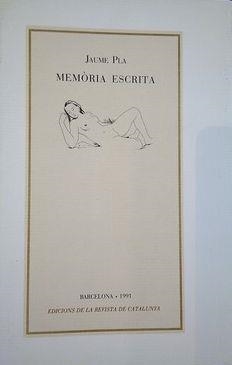 JAUME PLA
MEMÒRIA ESCRITA
BARCELONA • 1991
EDICIONS DE LA REVISTA DE CATALUNYA